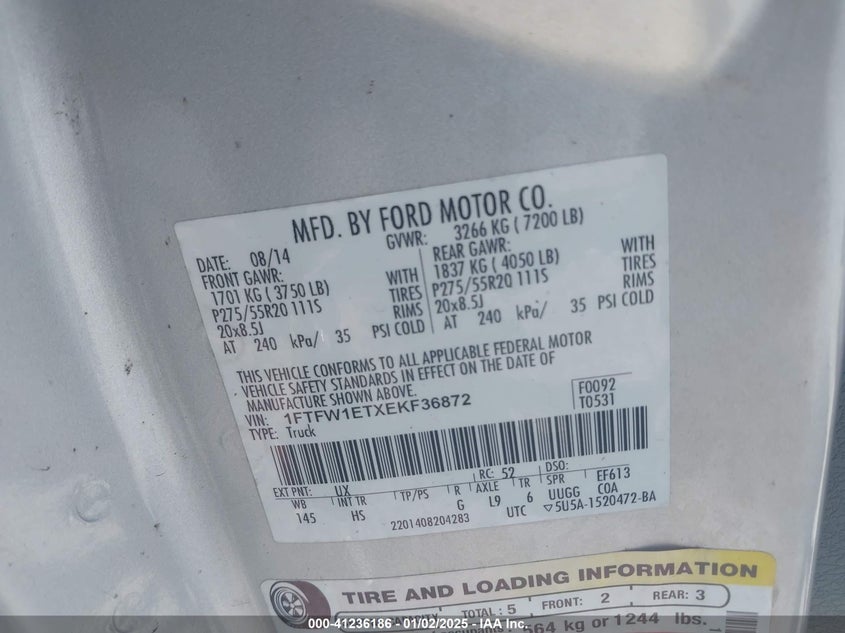 MFD. BY FORD MOTOR CO.
DATE: 08/14
GVWR: 3266 KG ( 7200 LB)
FRONT GAWR:
1701 KG ( 3750 LB)
WITH
P275/55R20 111S
TIRES
20x8.5J
RIMS
AT 240 kPa/ 35 PSI COLD
REAR GAWR:
1837 KG ( 4050 LB)
WITH
P275/55R20 111S
TIRES
20x8.5J
RIMS
AT 240 kPa/ 35 PSI COLD
THIS VEHICLE CONFORMS TO ALL APPLICABLE FEDERAL MOTOR
VEHICLE SAFETY STANDARDS IN EFFECT ON THE DATE OF
MANUFACTURE SHOWN ABOVE.
VIN: 1FTFW1ETXEKF36872
TYPE: Truck
F0092
T0531
EXT PNT: UX
RC: 52
DSO:
WB
INT TR
TP/PS
R
AXLE
TR
SPR
EF613
145
HS
G
L9
6
UUGG
COA
2201408204283
UTC
▽5U5A-1520472-BA
TIRE AND LOADING INFORMATION
TOTAL: 5
FRONT: 2
REAR: 3
564 kg or 1244 lbs.
000-41236186 - 01/02/2025 - IAA Inc.